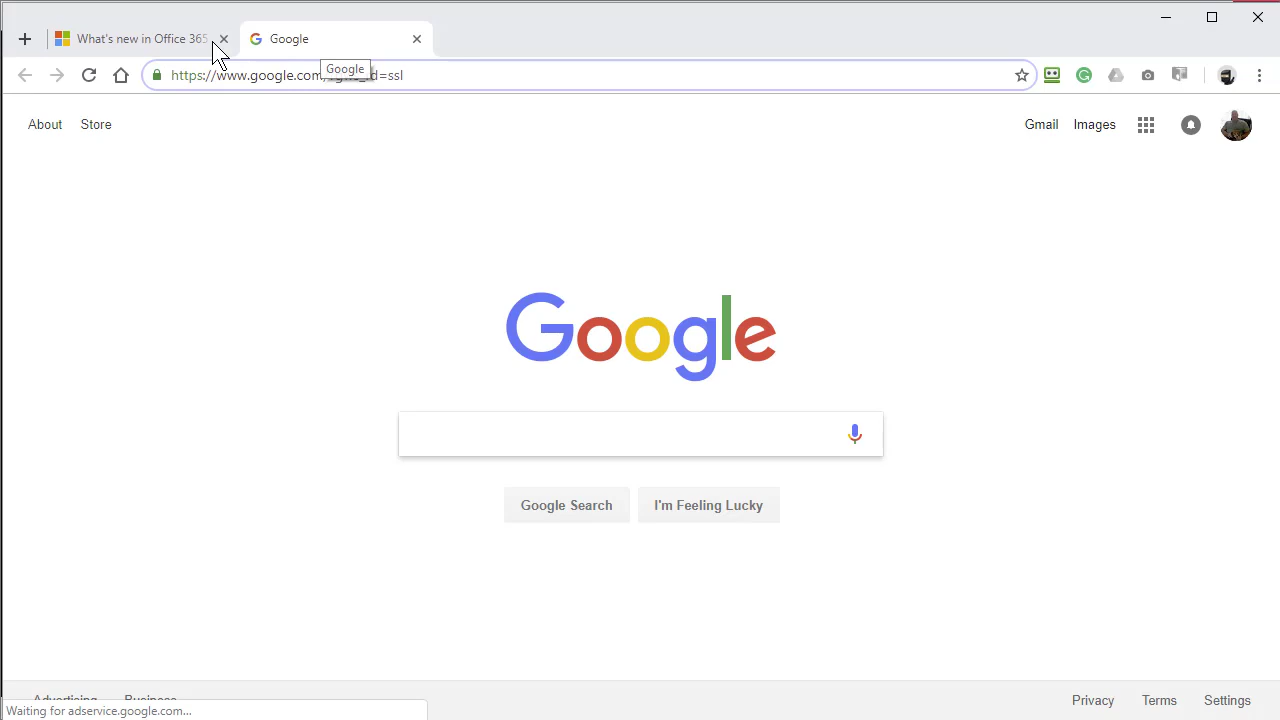 What's new in Office 365
Google
https://www.google.com
d=ssl
Google
About
Store
Gmail
Images
Google
Google Search
I'm Feeling Lucky
Advertising
Business
Privacy
Terms
Settings
Waiting for adservice.google.com...